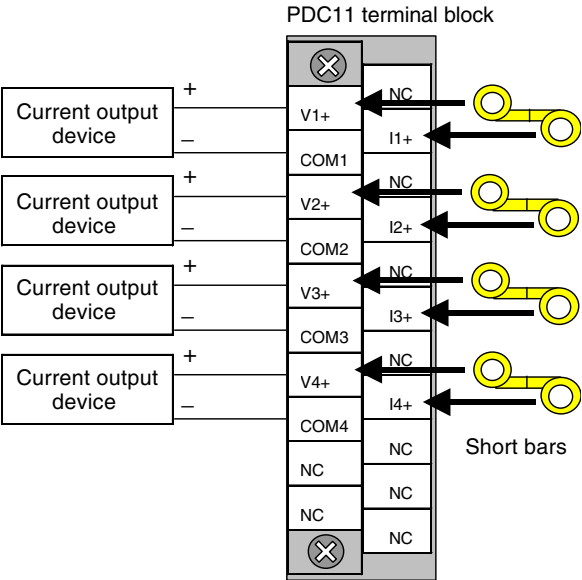 PDC11 terminal block
Current output
device
+
–
Current output
device
+
–
Current output
device
+
–
Current output
device
+
–
V1+
COM1
V2+
COM2
V3+
COM3
V4+
COM4
NC
NC
NC
I1+
NC
I2+
NC
I3+
NC
I4+
NC
NC
NC
Short bars